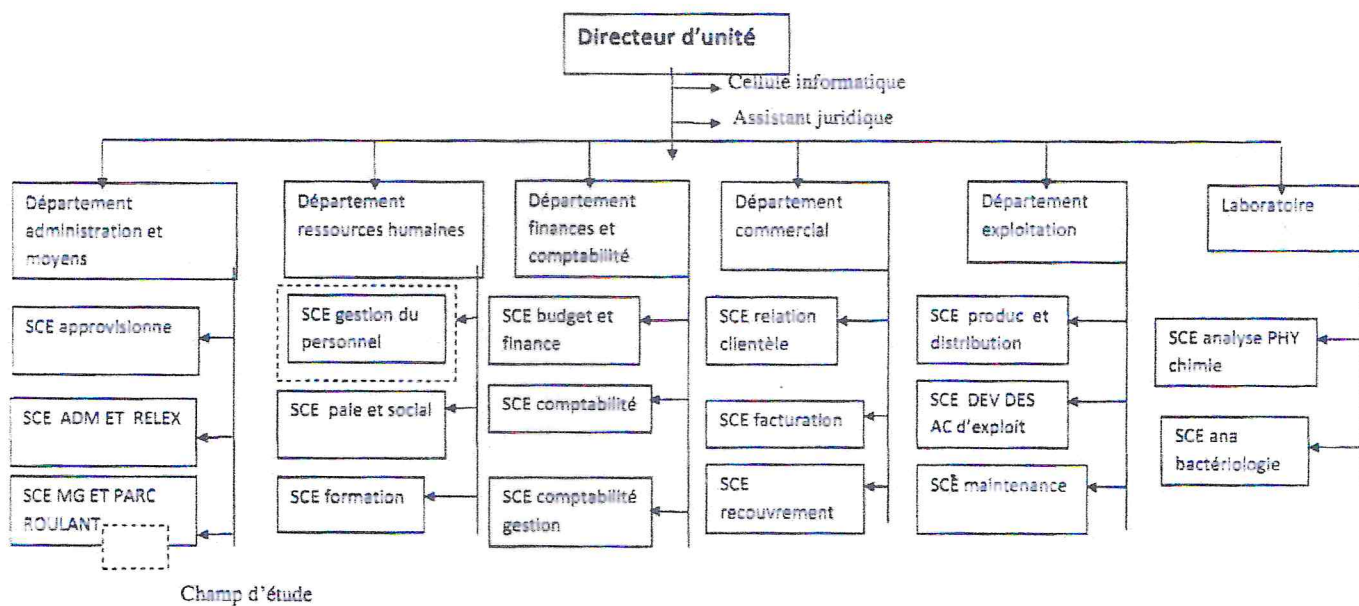 Directeur d'unité
Cellule informatique
Assistant juridique
Département
administration et
moyens
Département
ressources humaines
Département
finances et
comptabilité
Département
commercial
Département
exploitation
Laboratoire
SCE approvisionne
SCE ADM ET RELEX
SCE MG ET PARC
ROULANT
SCE gestion du
personnel
SCE paie et social
SCE formation
SCE budget et
finance
SCE comptabilité
SCE comptabilité
gestion
SCE relation
clientèle
SCE facturation
SCE
recouvrement
SCE produc et
distribution
SCE DEV DES
AC d'exploit
SCE maintenance
SCE analyse PHY
chimie
SCE ana
bactériologie
Champ d'étude